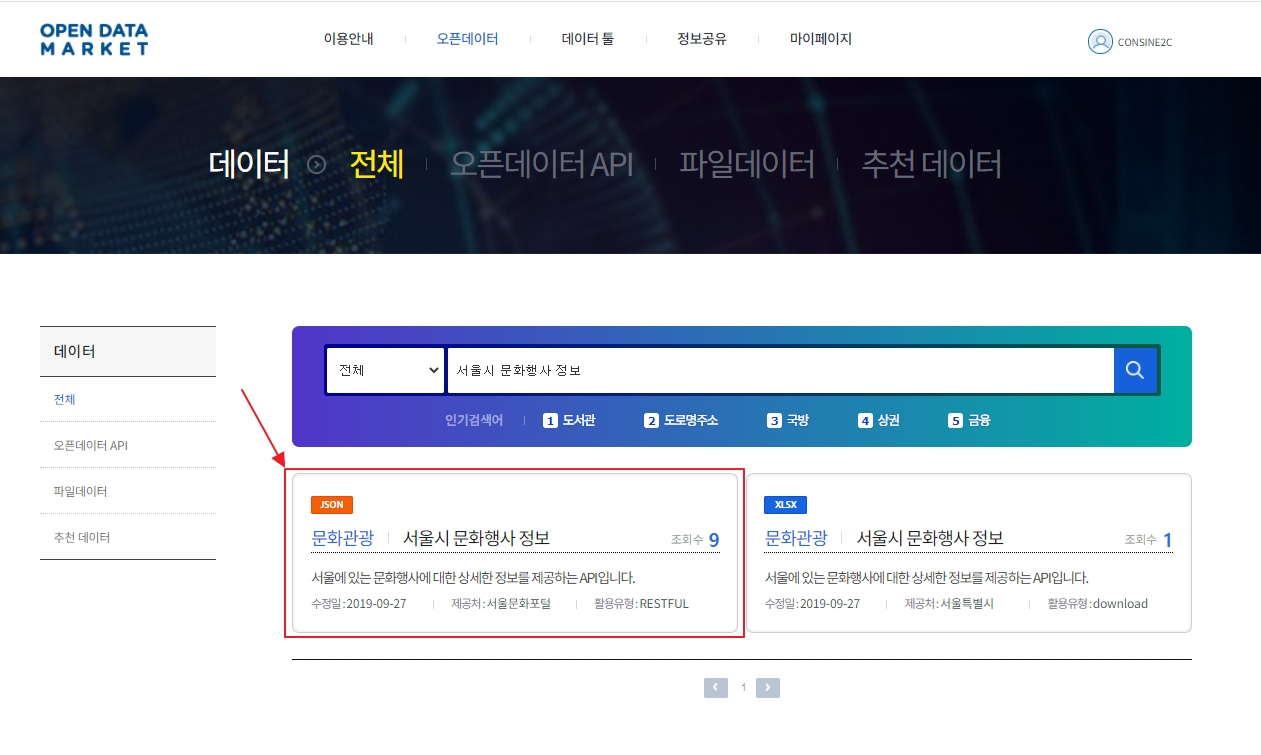 OPEN DATA
MARKET
이용안내 오픈데이터 데이터 툴 정보공유 마이페이지 CONSINE2C
데이터 전체 오픈데이터 API 파일데이터 추천 데이터
데이터
전체
오픈데이터 API
파일데이터
추천 데이터
전체 서울시 문화행사 정보
인기검색어 1 도서관 2 도로명주소 3 국방 4 상권 5 금융
JSON
문화관광 서울시 문화행사 정보 조회수 9
서울에 있는 문화행사에 대한 상세한 정보를 제공하는 API입니다.
수정일:2019-09-27 제공처:서울문화포털 활용유형:RESTFUL
XLSX
문화관광 서울시 문화행사 정보 조회수 1
서울에 있는 문화행사에 대한 상세한 정보를 제공하는 API입니다.
수정일:2019-09-27 제공처:서울특별시 활용유형:download
1